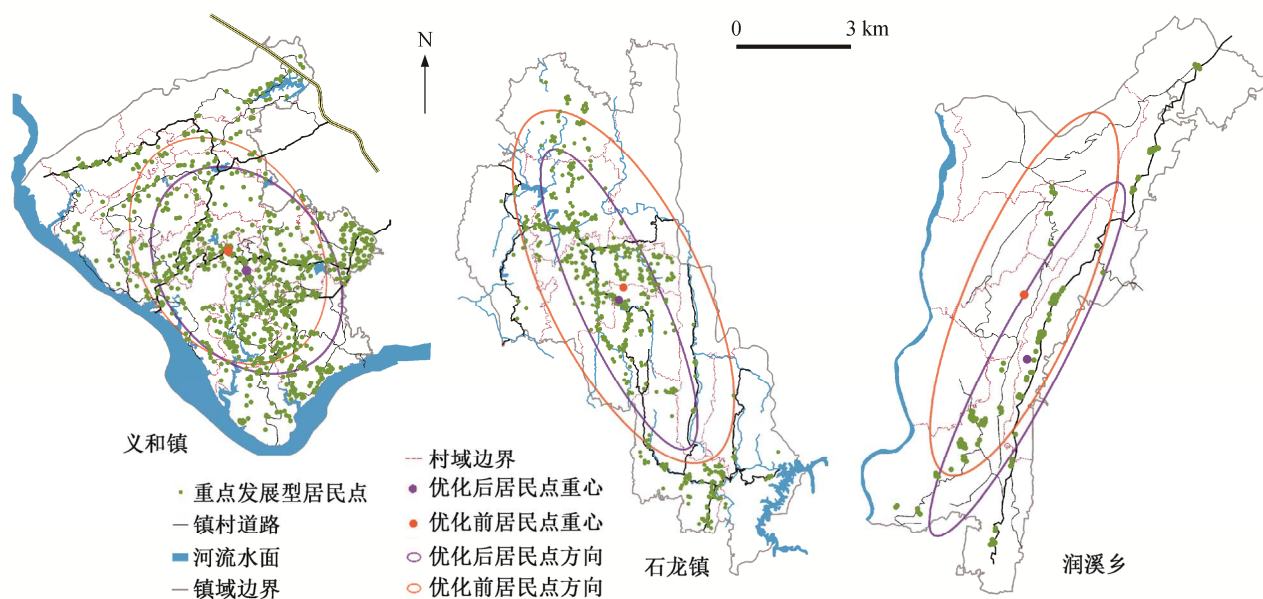 0 3 km
N
义和镇
重点发展型居民点
镇村道路
河流水面
镇域边界
村域边界
优化后居民点重心
优化前居民点重心
优化后居民点方向
优化前居民点方向
石龙镇
润溪乡